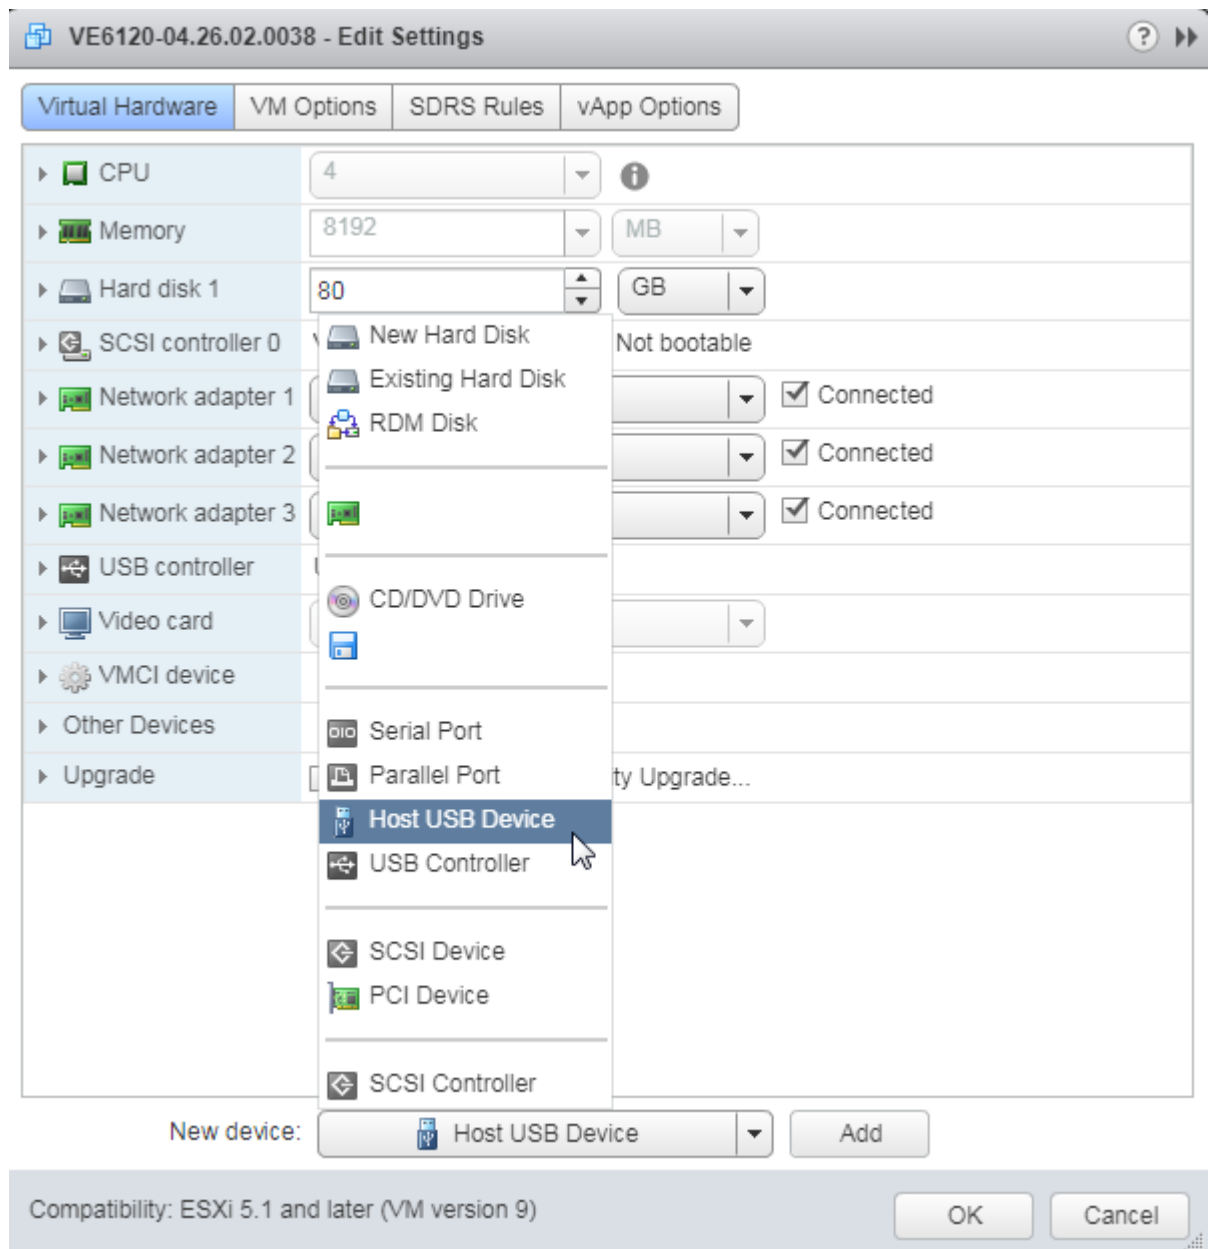 VE6120-04.26.02.0038 - Edit Settings
Virtual Hardware VM Options SDRS Rules vApp Options
CPU 4
Memory 8192 MB
Hard disk 1 80 GB
New Hard Disk
SCSI controller 0 Not bootable
Existing Hard Disk
Network adapter 1 Connected
RDM Disk
Network adapter 2 Connected
Network adapter 3 Connected
USB controller
CD/DVD Drive
Video card
VMCI device
Other Devices
Serial Port
Upgrade ty Upgrade...
Parallel Port
Host USB Device
USB Controller
SCSI Device
PCI Device
SCSI Controller
New device: Host USB Device Add
Compatibility: ESXi 5.1 and later (VM version 9)
OK Cancel